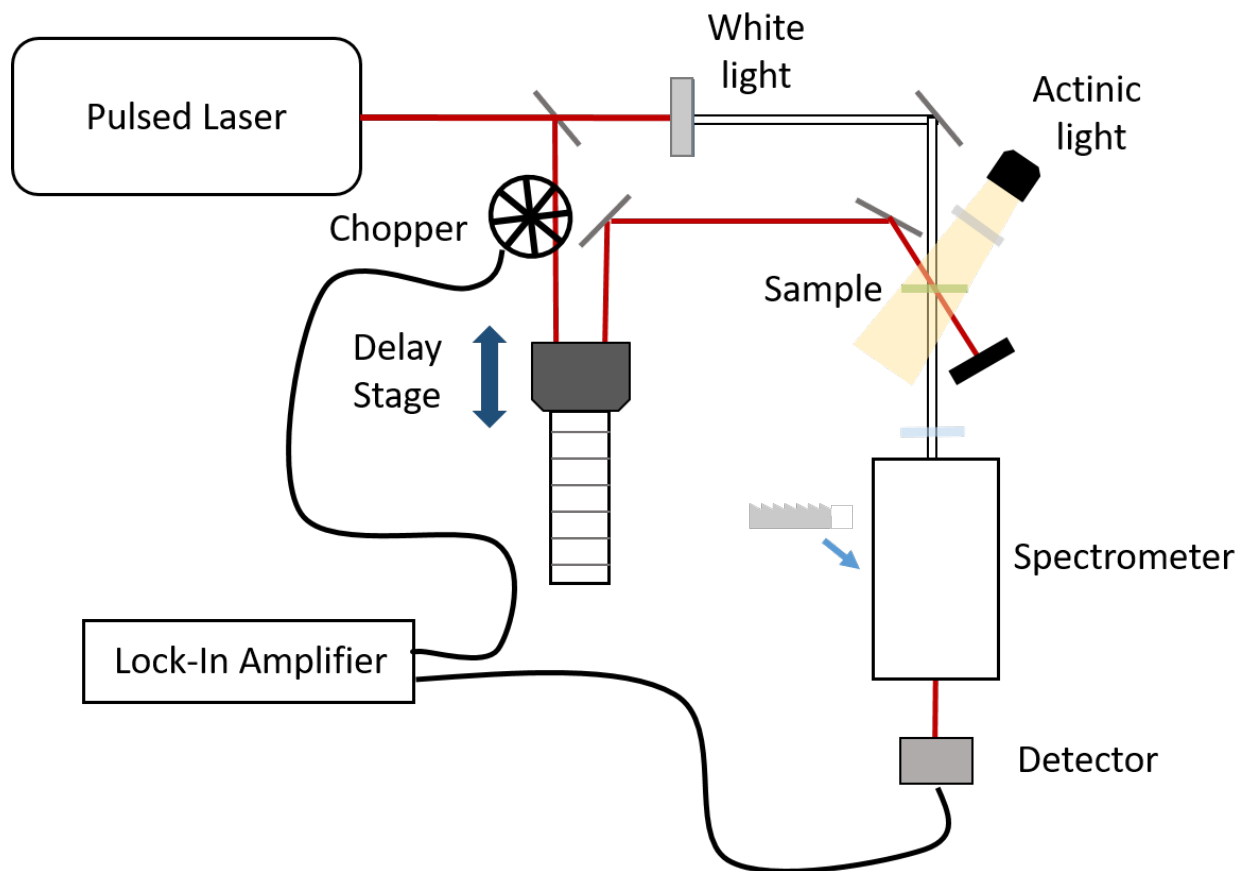 White
light
Actinic
light
Pulsed Laser
Chopper
Sample
Delay
Stage
Spectrometer
Lock-In Amplifier
Detector